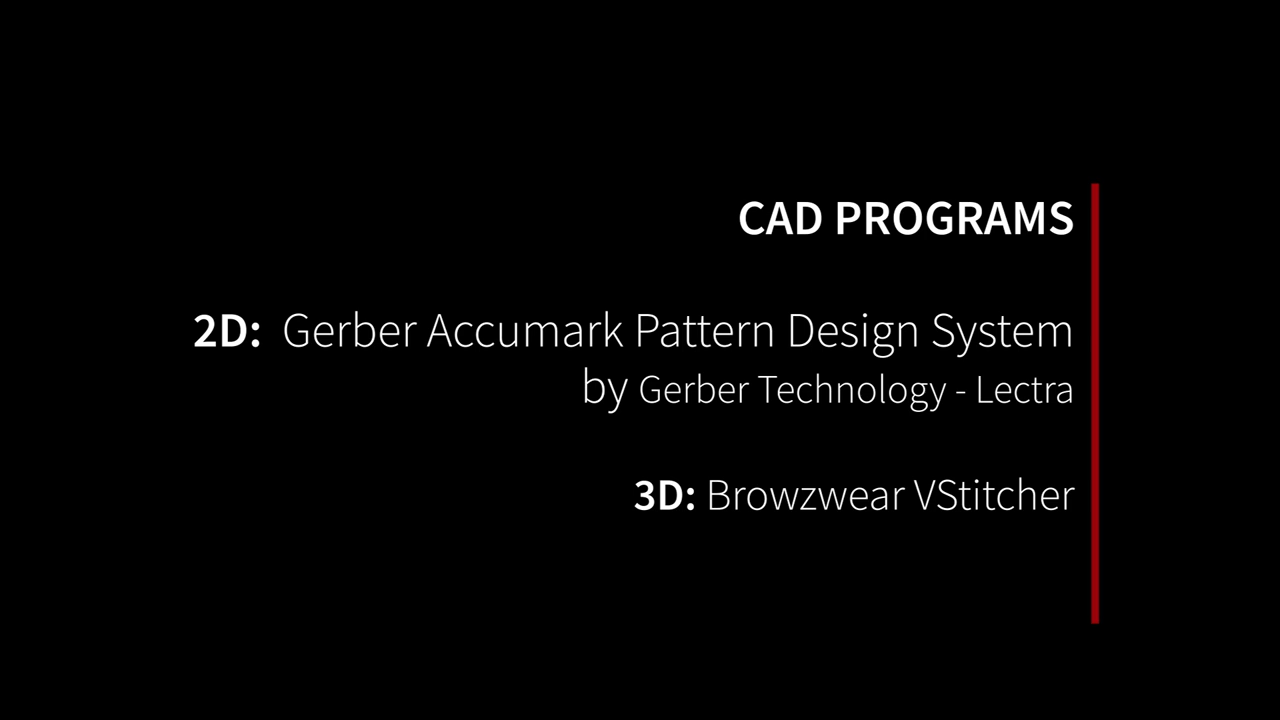 CAD PROGRAMS
2D: Gerber Accumark Pattern Design System
by Gerber Technology - Lectra
3D: Browzwear VStitcher